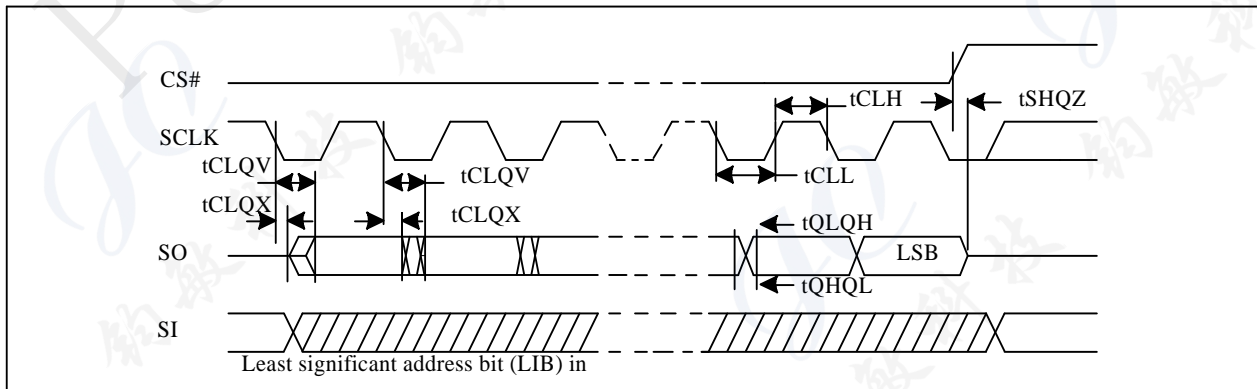 CS#
tCLH
tSHQZ
SCLK
tCLQV
tCLQV
tCLL
tCLQX
tCLQX
tQLQH
SO
LSB
tQHQL
SI
Least significant address bit (LIB) in